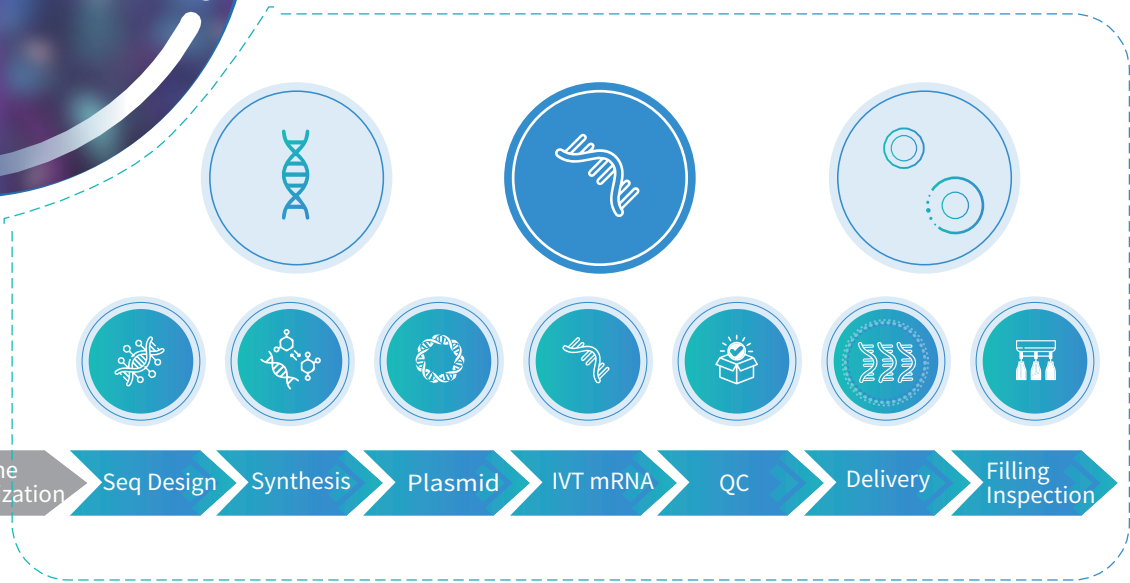 Seq Design
Synthesis
Plasmid
IVT mRNA
QC
Delivery
Filling
Inspection